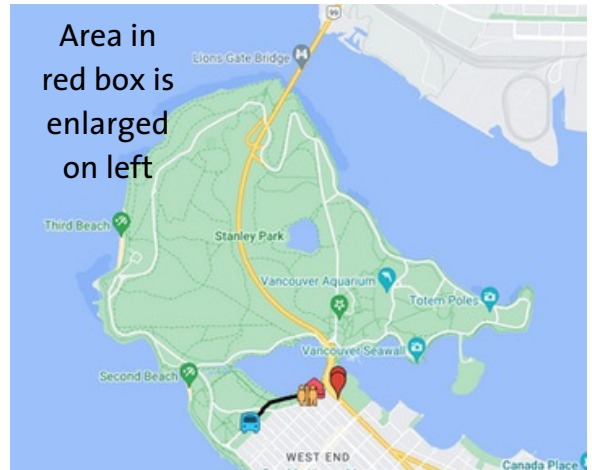 Area in
red box is
enlarged
on left
99
Lions Gate Bridge
Third Beach
Stanley Park
Vancouver Aquarium
Totem Poles
Vancouver Seawall
Second Beach
WEST END
Canada Place